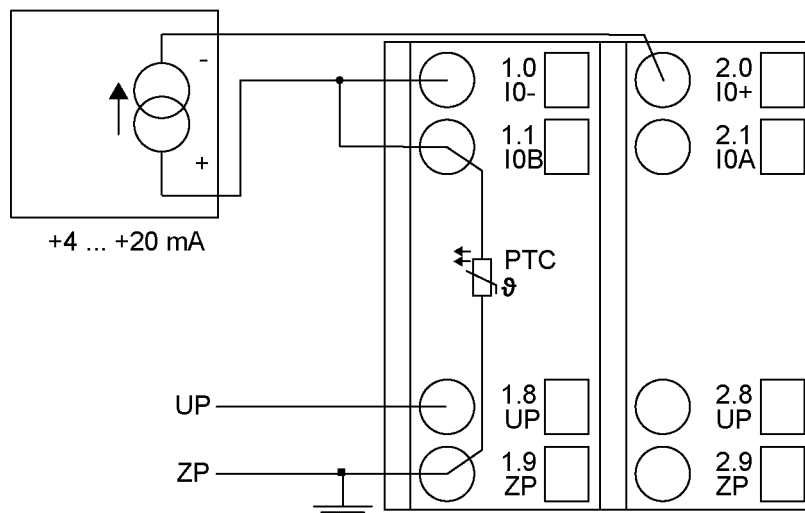 -
+
+4 ... +20 mA
1.0
I0-
2.0
I0+
1.1
I0B
2.1
I0A
PTC
ϑ
UP
1.8
UP
2.8
UP
ZP
1.9
ZP
2.9
ZP